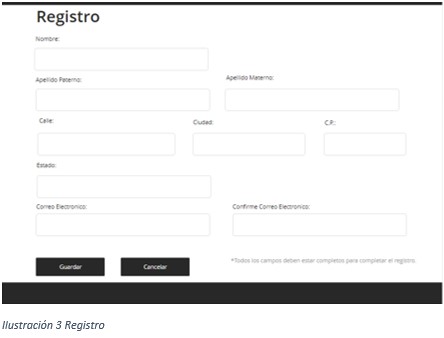 Registro
Nombre:
Apellido Paterno:
Apellido Materno:
Calle:
Ciudad:
C.P.:
Estado:
Correo Electronico:
Confirme Correo Electronico:
Guardar
Cancelar
*Todos los campos deben estar completos para completar el registro.
Ilustración 3 Registro